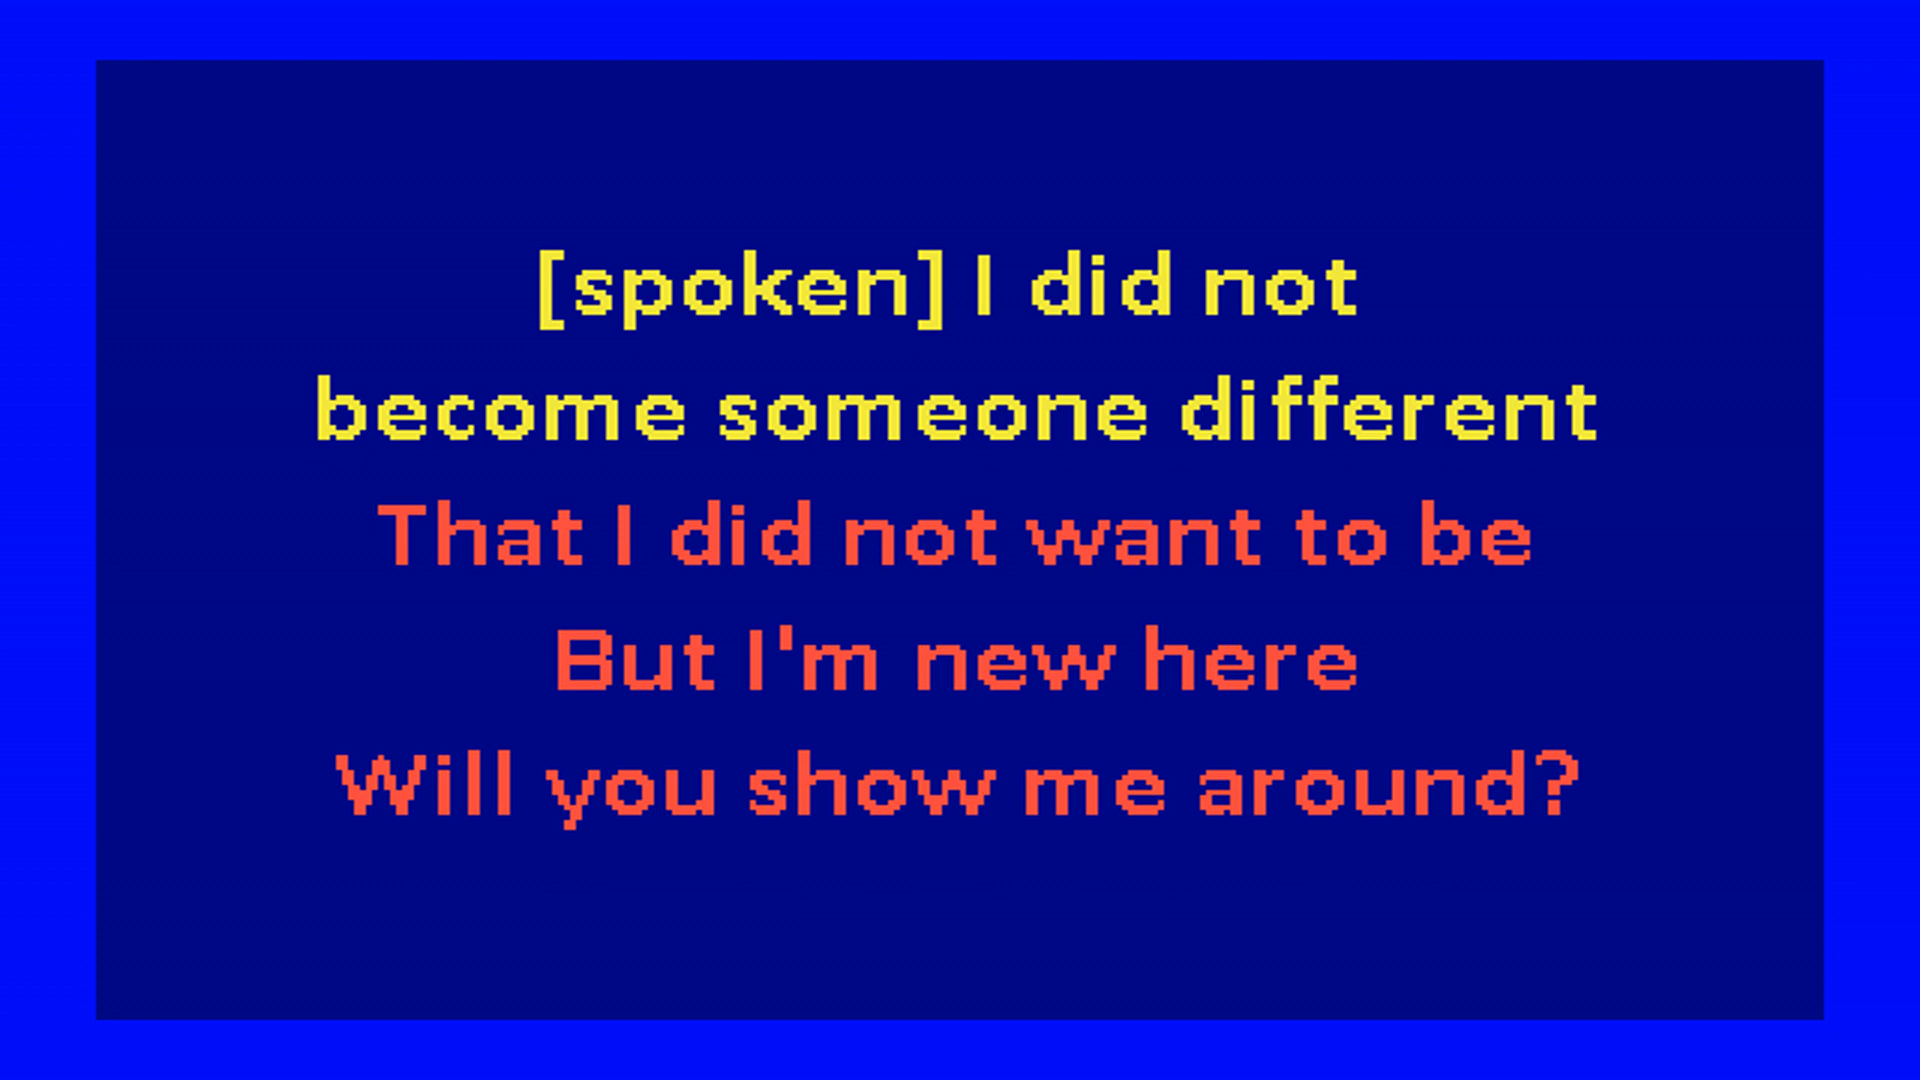 [spoken] I did not
become someone different
That I did not want to be
But I'm new here
Will you show me around?